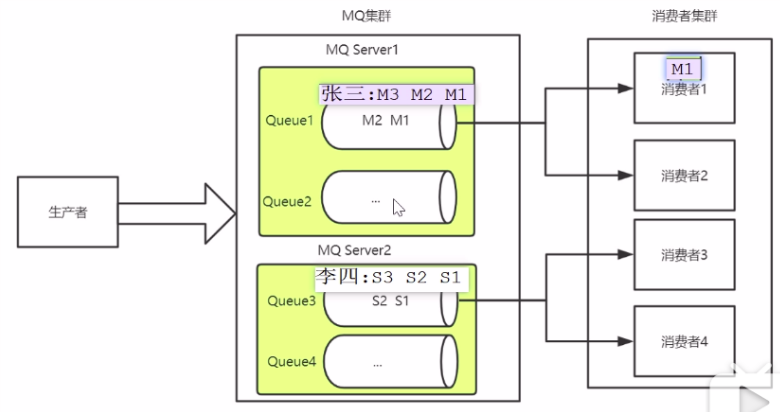 MQ集群
消费者集群
MQ Server1
张三:M3 M2 M1
Queue1
M2 M1
Queue2
...
生产者
MQ Server2
李四:S3 S2 S1
Queue3
S2 S1
Queue4
...
M1
消费者1
消费者2
消费者3
消费者4